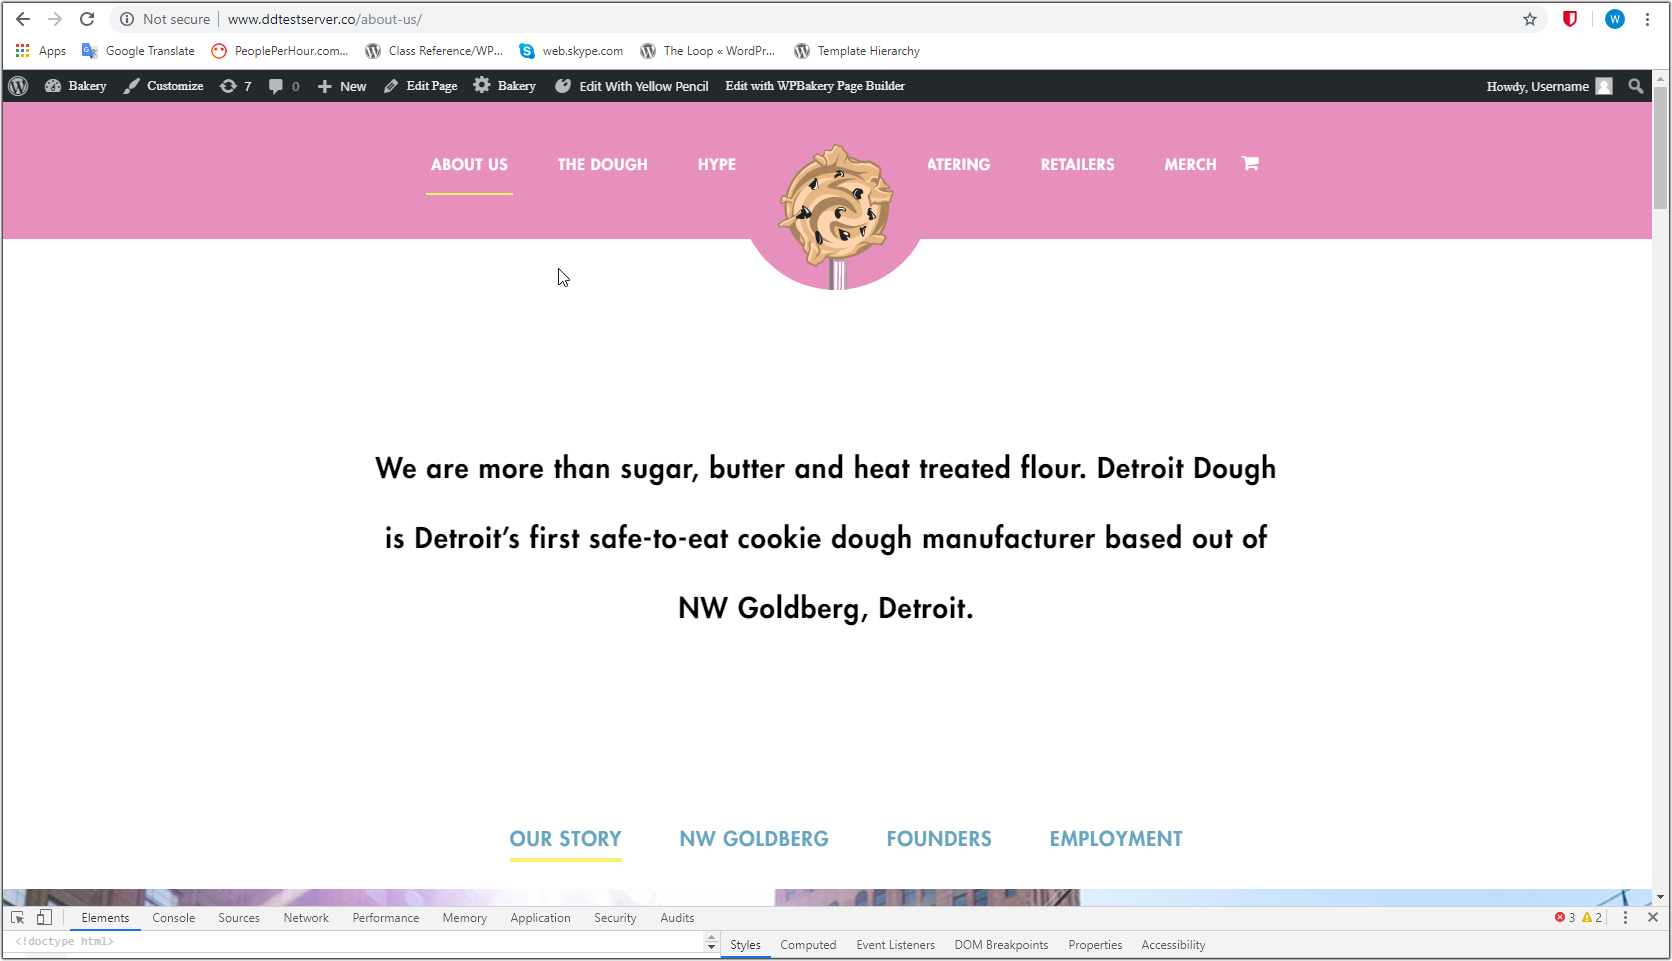 Not secure www.ddtestserver.co/about-us/ W
Apps Google Translate PeoplePerHour.com... Class Reference/WP... web.skype.com The Loop « WordPr... Template Hierarchy
Bakery Customize 7 0 New Edit Page Bakery Edit With Yellow Pencil Edit with WPBakery Page Builder Howdy, Username
ABOUT US THE DOUGH HYPE ATERING RETAILERS MERCH
We are more than sugar, butter and heat treated flour. Detroit Dough
is Detroit’s first safe-to-eat cookie dough manufacturer based out of
NW Goldberg, Detroit.
OUR STORY NW GOLDBERG FOUNDERS EMPLOYMENT
Elements Console Sources Network Performance Memory Application Security Audits 3 2
<!doctype html> Styles Computed Event Listeners DOM Breakpoints Properties Accessibility